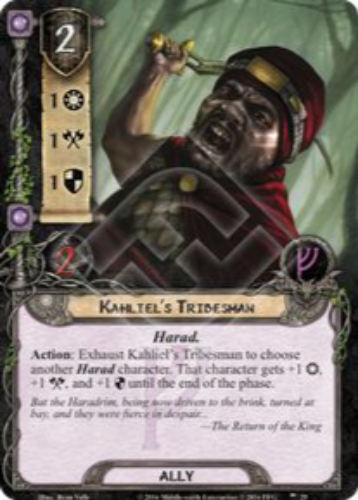 2
1
1
1
2
KAHLIEL'S TRIBESMAN
Harad.
Action: Exhaust Kahliel's Tribesman to choose
another Harad character. That character gets +1
+1 , and +1 until the end of the phase.
But the Haradrim, being now driven to the brink, turned
at bay, and they were fierce in despair...
—The Return of the King
ALLY